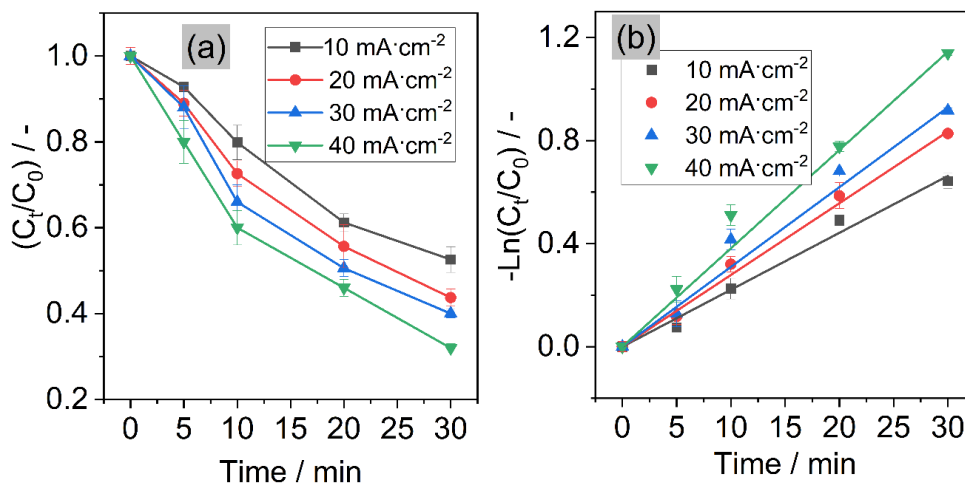 (a)
10 mA·cm⁻²
20 mA·cm⁻²
30 mA·cm⁻²
40 mA·cm⁻²
(Cₜ/C₀) / -
1.0
0.8
0.6
0.4
0.2
0 5 10 15 20 25 30
Time / min
(b)
10 mA·cm⁻²
20 mA·cm⁻²
30 mA·cm⁻²
40 mA·cm⁻²
-Ln(Cₜ/C₀) / -
1.2
0.8
0.4
0.0
0 5 10 15 20 25 30
Time / min